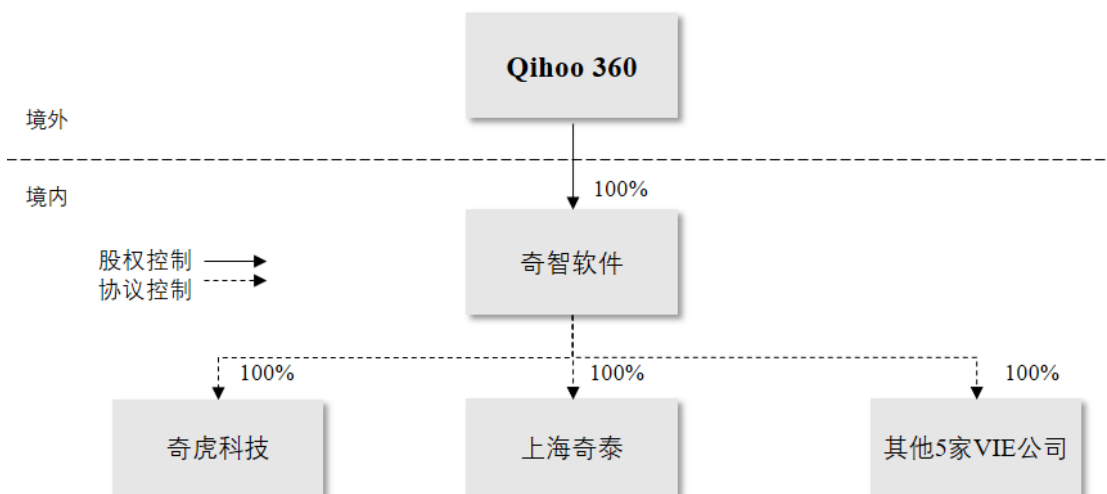 Qihoo 360
境外
境内
100%
股权控制
协议控制
奇智软件
100%
100%
100%
奇虎科技
上海奇泰
其他5家VIE公司